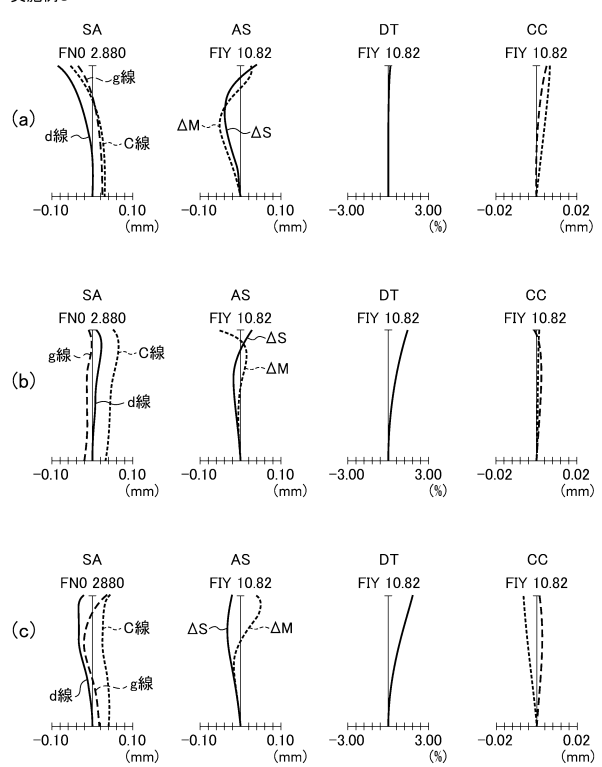 SA AS DT CC
FNO 2.880 FIY 10.82 FIY 10.82 FIY 10.82
(a)
g線
d線
C線
ΔM
ΔS
-0.10 0.10 -0.10 0.10 -3.00 3.00 -0.02 0.02
(mm) (mm) (%) (mm)
SA AS DT CC
FNO 2.880 FIY 10.82 FIY 10.82 FIY 10.82
(b)
g線
C線
d線
ΔS
ΔM
-0.10 0.10 -0.10 0.10 -3.00 3.00 -0.02 0.02
(mm) (mm) (%) (mm)
SA AS DT CC
FNO 2880 FIY 10.82 FIY 10.82 FIY 10.82
(c)
C線
g線
d線
ΔS
ΔM
-0.10 0.10 -0.10 0.10 -3.00 3.00 -0.02 0.02
(mm) (mm) (%) (mm)